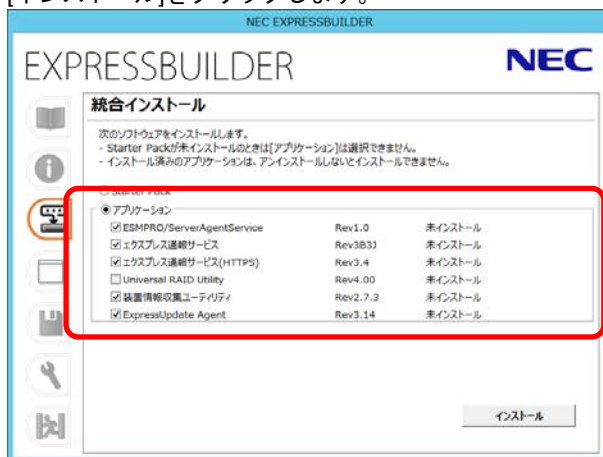 [インストール]をクリックします。
NEC EXPRESSBUILDER
EXPRESSBUILDER
NEC
統合インストール
次のソフトウェアをインストールします。
- Starter Packが未インストールのときは[アプリケーション]は選択できません。
- インストール済みのアプリケーションは、アンインストールしないとインストールできません。
Starter Pack
アプリケーション
ESMPRO/ServerAgentService Rev1.0 未インストール
エクスプレス通報サービス Rev3B3J 未インストール
エクスプレス通報サービス(HTTPS) Rev3.4 未インストール
Universal RAID Utility Rev4.00 未インストール
装置情報収集ユーティリティ Rev2.7.3 未インストール
ExpressUpdate Agent Rev3.14 未インストール
インストール